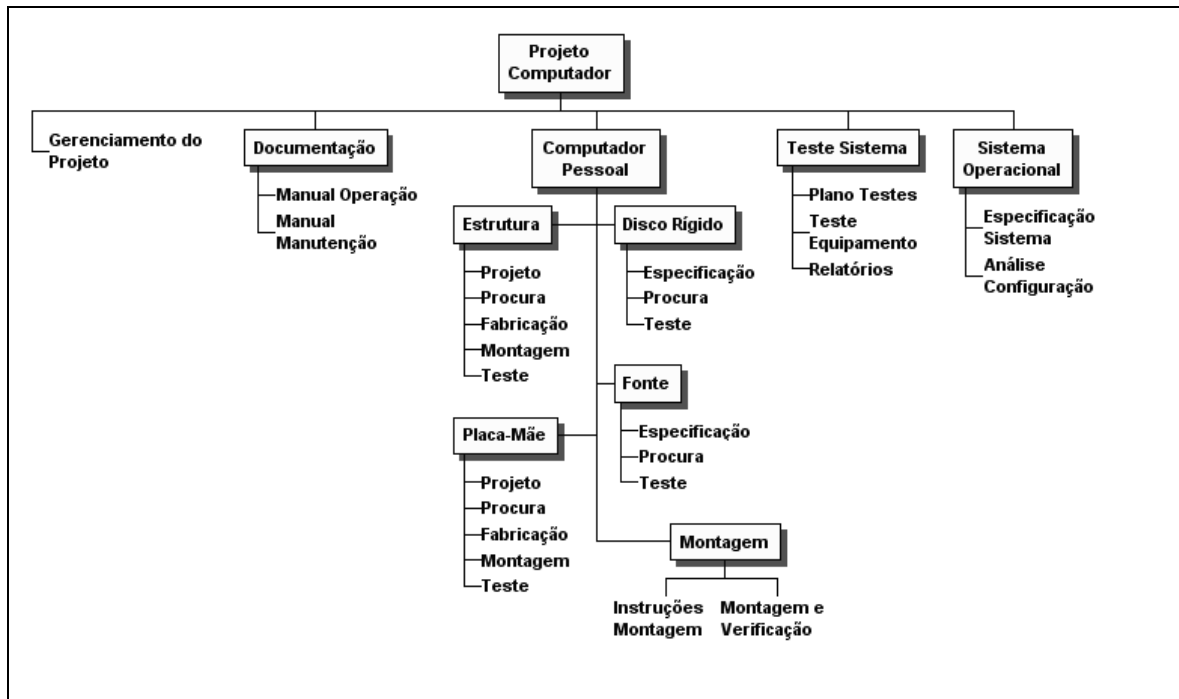 Projeto
Computador
Gerenciamento do
Projeto
Documentação
Manual Operação
Manual
Manutenção
Computador
Pessoal
Estrutura
Projeto
Procura
Fabricação
Montagem
Teste
Disco Rígido
Especificação
Procura
Teste
Fonte
Especificação
Procura
Teste
Placa-Mãe
Projeto
Procura
Fabricação
Montagem
Teste
Montagem
Instruções
Montagem
Montagem e
Verificação
Teste Sistema
Plano Testes
Teste
Equipamento
Relatórios
Sistema
Operacional
Especificação
Sistema
Análise
Configuração